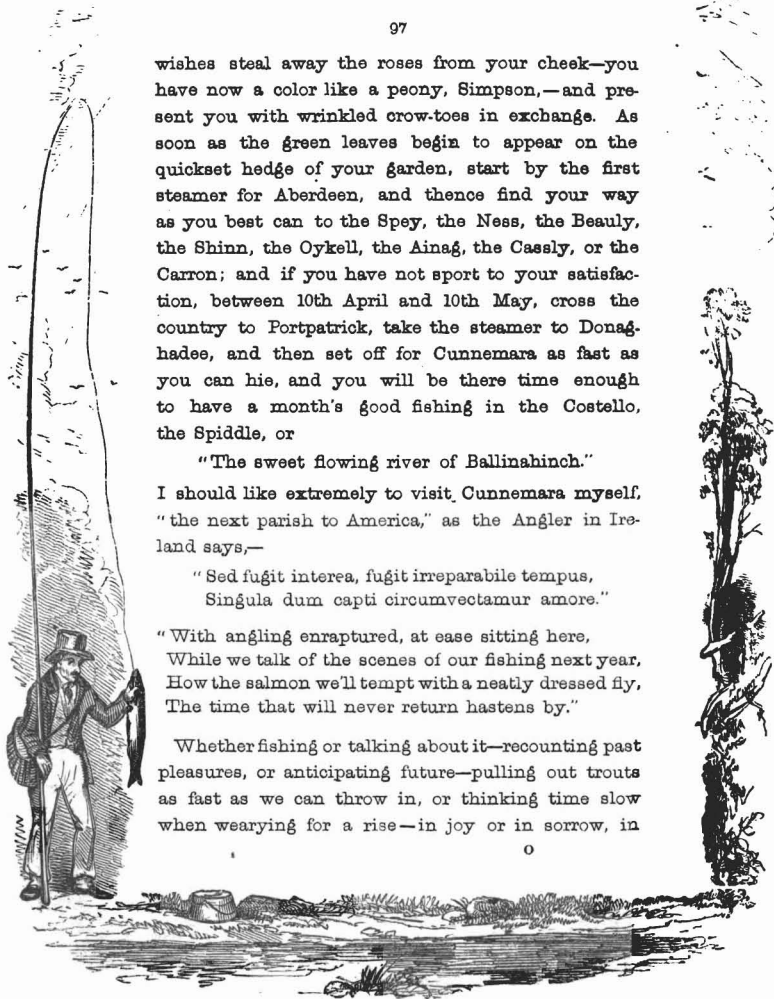 97
wishes steal away the roses from your cheek—you
have now a color like a peony, Simpson,—and pre-
sent you with wrinkled crow-toes in exchange. As
soon as the green leaves begin to appear on the
quickset hedge of your garden, start by the first
steamer for Aberdeen, and thence find your way
as you best can to the Spey, the Ness, the Beauly,
the Shinn, the Oykell, the Ainag, the Cassly, or the
Carron; and if you have not sport to your satisfac-
tion, between 10th April and 10th May, cross the
country to Portpatrick, take the steamer to Donag-
hadee, and then set off for Cunnemara as fast as
you can hie, and you will be there time enough
to have a month's good fishing in the Costello,
the Spiddle, or
"The sweet flowing river of Ballinahinch."
I should like extremely to visit Cunnemara myself,
"the next parish to America," as the Angler in Ire-
land says,—
"Sed fugit interea, fugit irreparabile tempus,
Singula dum capti circumvectamur amore."
"With angling enraptured, at ease sitting here,
While we talk of the scenes of our fishing next year,
How the salmon we'll tempt with a neatly dressed fly,
The time that will never return hastens by."
Whether fishing or talking about it—recounting past
pleasures, or anticipating future—pulling out trouts
as fast as we can throw in, or thinking time slow
when wearying for a rise—in joy or in sorrow, in
O